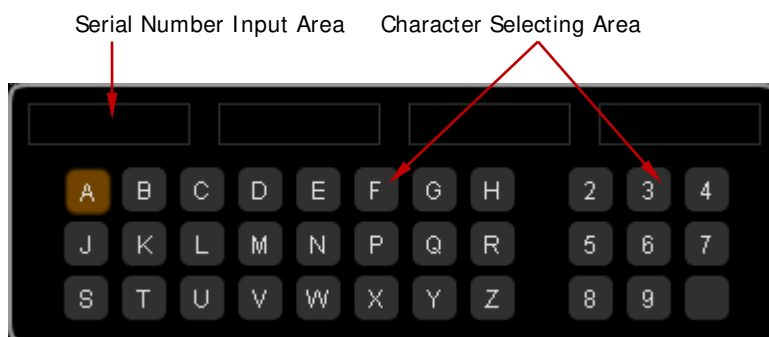 Serial Number Input Area Character Selecting Area
A B C D E F G H 2 3 4
J K L M N P Q R 5 6 7
S T U V W X Y Z 8 9